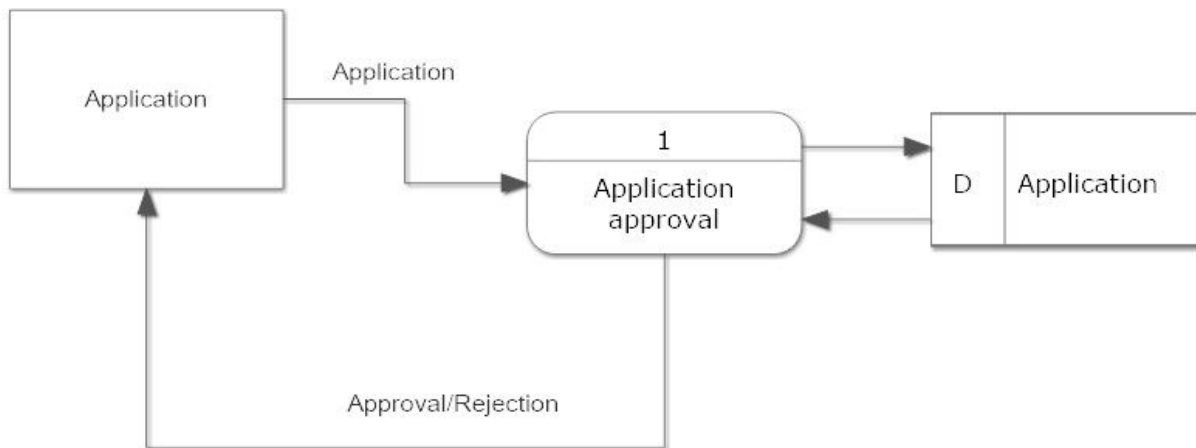 Application
Application
1
Application
approval
D
Application
Approval/Rejection